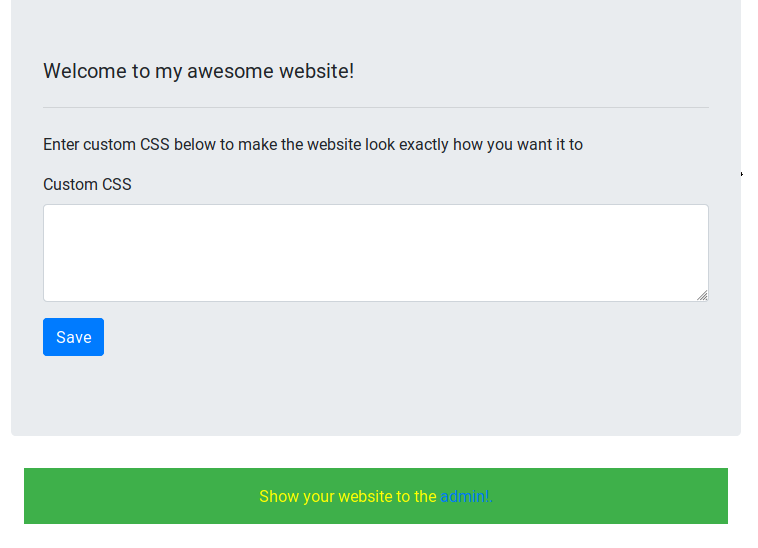 Welcome to my awesome website!
Enter custom CSS below to make the website look exactly how you want it to
Custom CSS
Save
Show your website to the admin!.